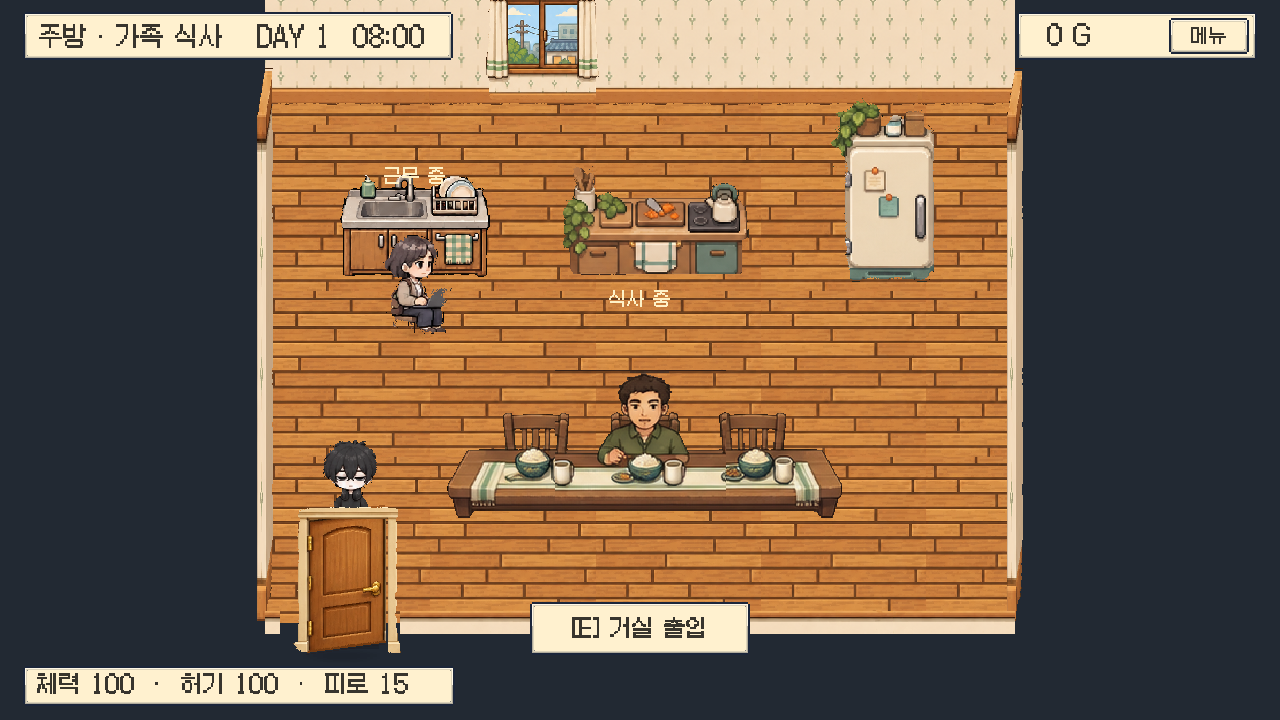 주방 · 가족 식사 DAY 1 08:00
0 G
메뉴
근무 중
식사 중
[E] 거실 출입
체력 100 · 허기 100 · 피로 15